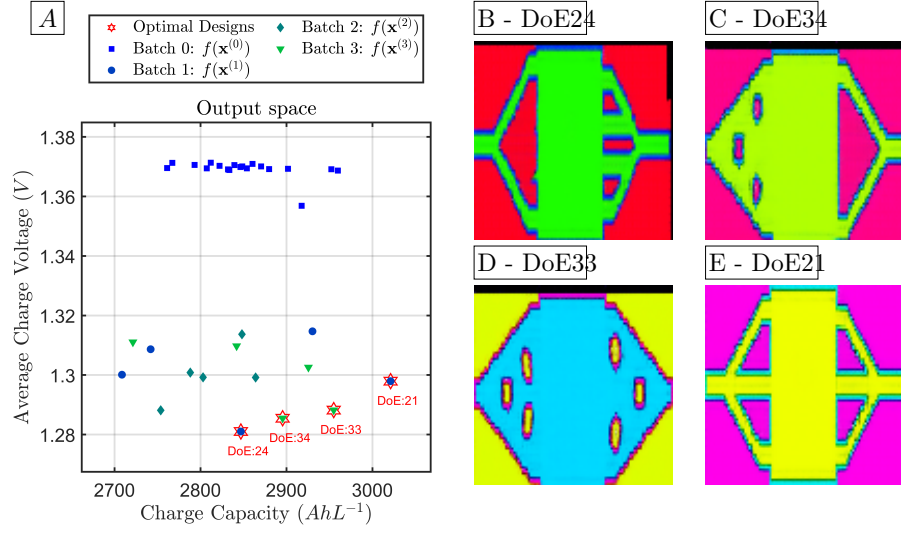 A
Optimal Designs
Batch 0: f(x^(0))
Batch 1: f(x^(1))
Batch 2: f(x^(2))
Batch 3: f(x^(3))
Output space
Average Charge Voltage (V)
1.38
1.36
1.34
1.32
1.3
1.28
DoE:21
DoE:33
DoE:34
DoE:24
2700
2800
2900
3000
Charge Capacity (AhL^−1)
B - DoE24
C - DoE34
D - DoE33
E - DoE21